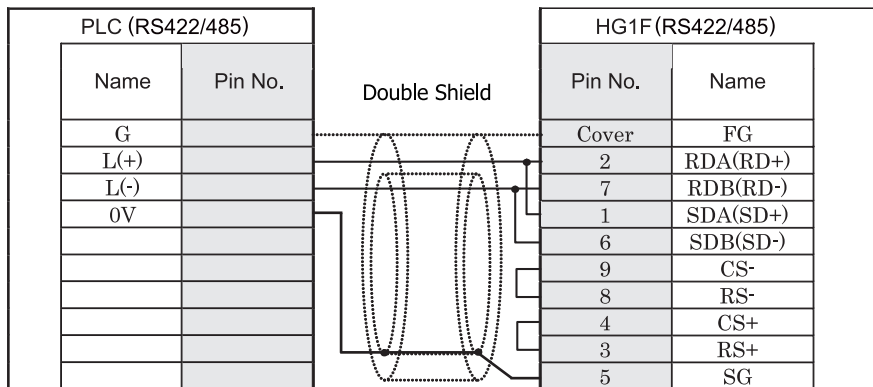 PLC (RS422/485) HG1F(RS422/485)
Name Pin No. Double Shield Pin No. Name
G Cover FG
L(+) 2 RDA(RD+)
L(-) 7 RDB(RD-)
0V 1 SDA(SD+)
6 SDB(SD-)
9 CS-
8 RS-
4 CS+
3 RS+
5 SG